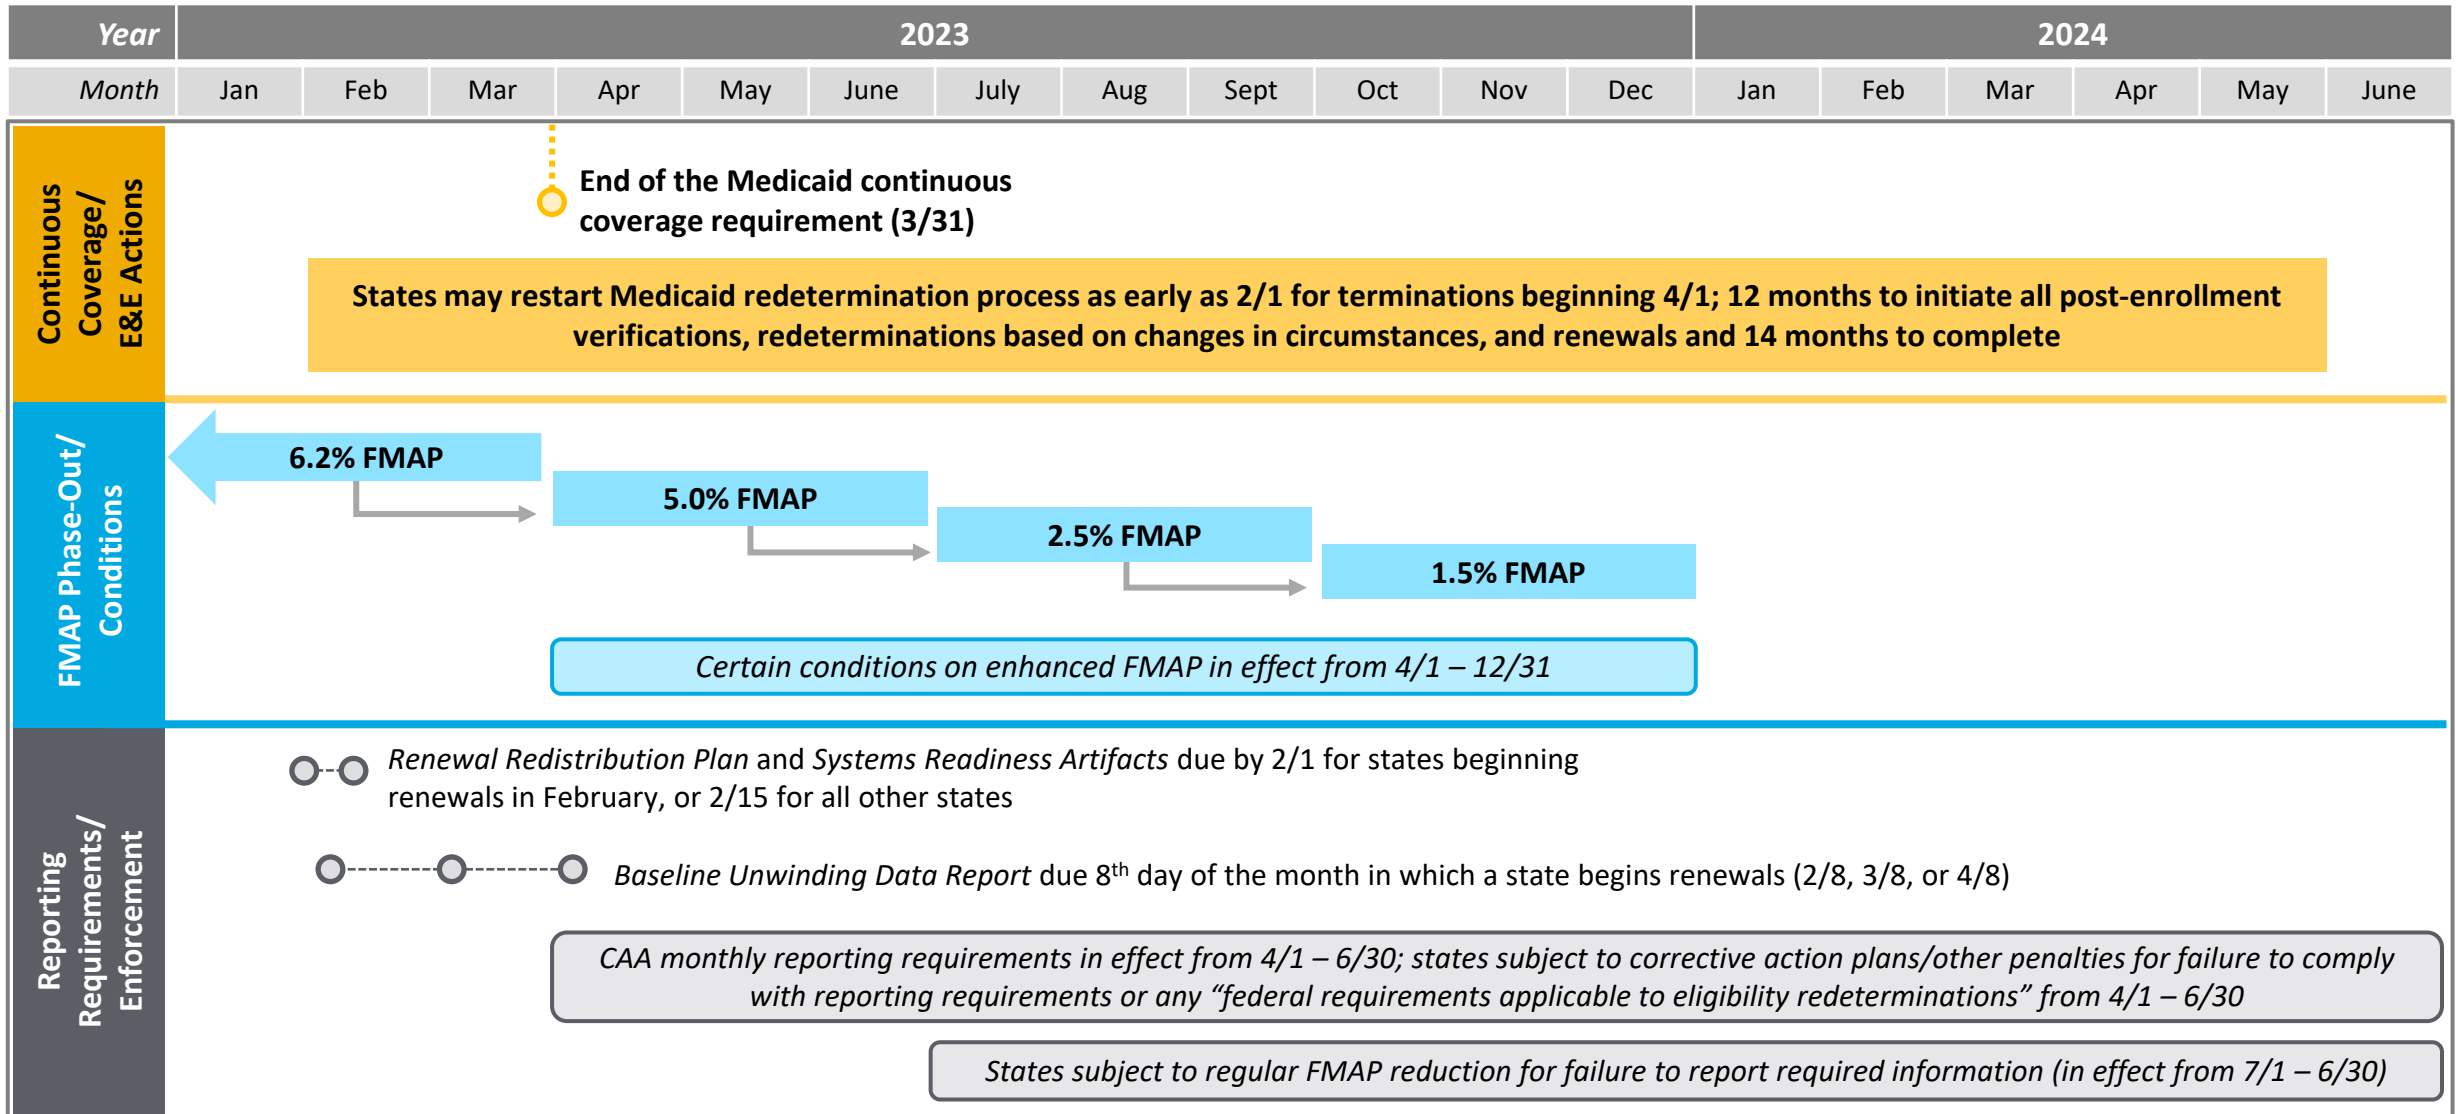 Year 2023 2024
Month Jan Feb Mar Apr May June July Aug Sept Oct Nov Dec Jan Feb Mar Apr May June
Continuous
Coverage/
E&E Actions
End of the Medicaid continuous
coverage requirement (3/31)
States may restart Medicaid redetermination process as early as 2/1 for terminations beginning 4/1; 12 months to initiate all post-enrollment
verifications, redeterminations based on changes in circumstances, and renewals and 14 months to complete
FMAP Phase-Out/
Conditions
6.2% FMAP
5.0% FMAP
2.5% FMAP
1.5% FMAP
Certain conditions on enhanced FMAP in effect from 4/1 – 12/31
Reporting
Requirements/
Enforcement
Renewal Redistribution Plan and Systems Readiness Artifacts due by 2/1 for states beginning
renewals in February, or 2/15 for all other states
Baseline Unwinding Data Report due 8th day of the month in which a state begins renewals (2/8, 3/8, or 4/8)
CAA monthly reporting requirements in effect from 4/1 – 6/30; states subject to corrective action plans/other penalties for failure to comply
with reporting requirements or any “federal requirements applicable to eligibility redeterminations” from 4/1 – 6/30
States subject to regular FMAP reduction for failure to report required information (in effect from 7/1 – 6/30)